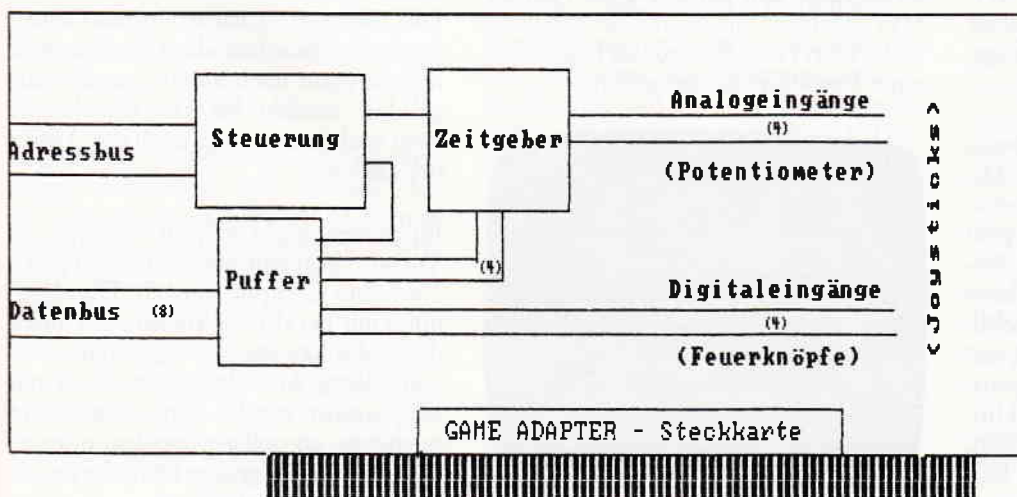 Adressbus
Steuerung
Zeitgeber
Analogeingänge
(4)
(Potentiometer)
Puffer
(4)
Datenbus (8)
Digitaleingänge
(4)
(Feuerknöpfe)
<Joysticks>
GAME ADAPTER - Steckkarte